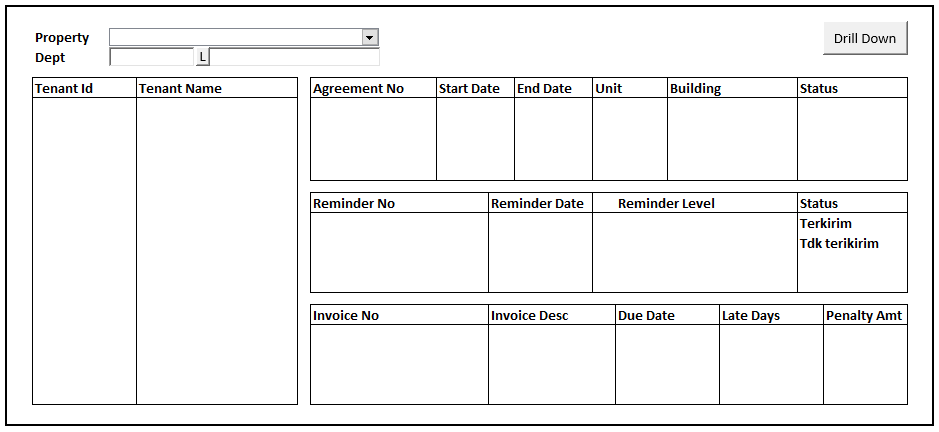 Property
Drill Down
Dept L
Tenant Id Tenant Name
Agreement No Start Date End Date Unit Building Status
Reminder No Reminder Date Reminder Level Status
Terkirim
Tdk terikirim
Invoice No Invoice Desc Due Date Late Days Penalty Amt